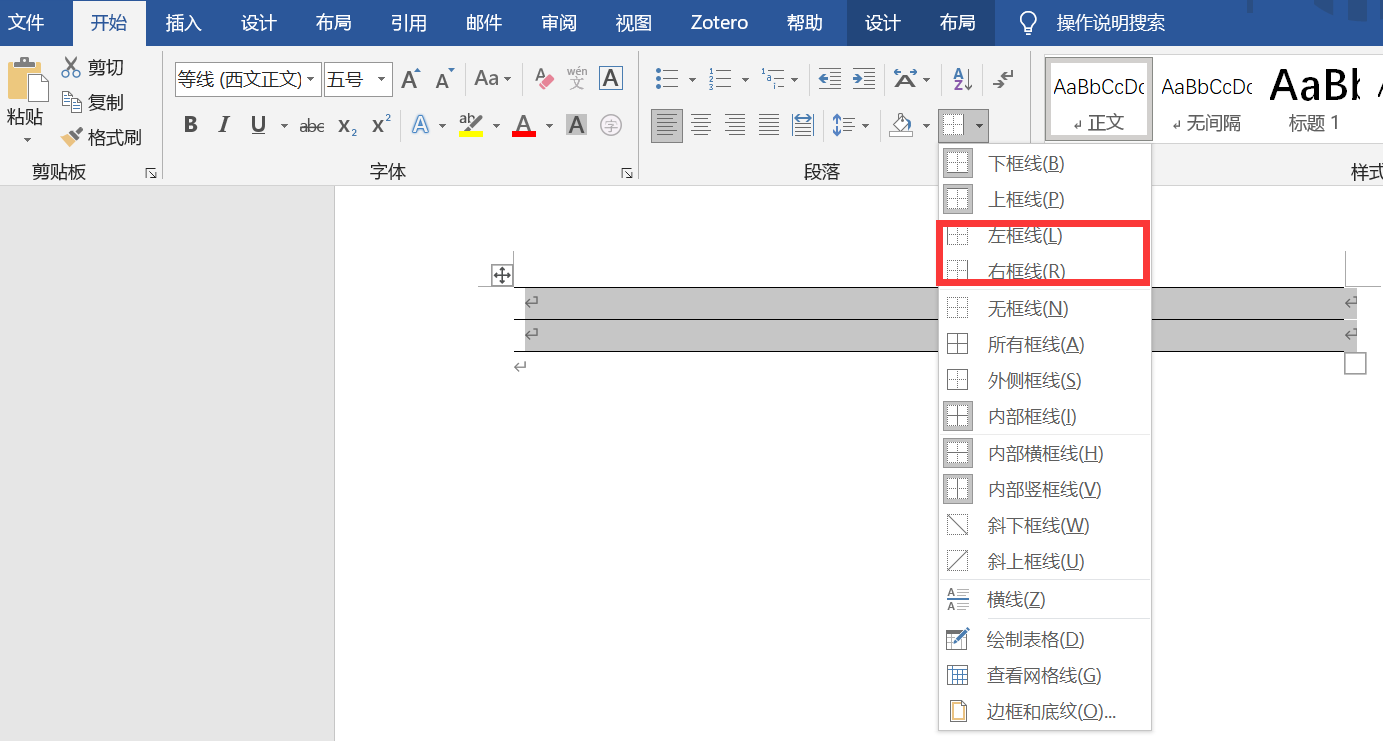 文件 开始 插入 设计 布局 引用 邮件 审阅 视图 Zotero 帮助 设计 布局 操作说明搜索
剪切
复制
格式刷
粘贴
剪贴板
等线 (西文正文) 五号 A A Aa A wén 文 A
B I U abc X₂ X² A ab A A 字
字体
段落
AaBbCcDc
正文
AaBbCcDc
无间隔
AaBb
标题 1
样式
下框线(B)
上框线(P)
左框线(L)
右框线(R)
无框线(N)
所有框线(A)
外侧框线(S)
内部框线(I)
内部横框线(H)
内部竖框线(V)
斜下框线(W)
斜上框线(U)
横线(Z)
绘制表格(D)
查看网格线(G)
边框和底纹(O)...